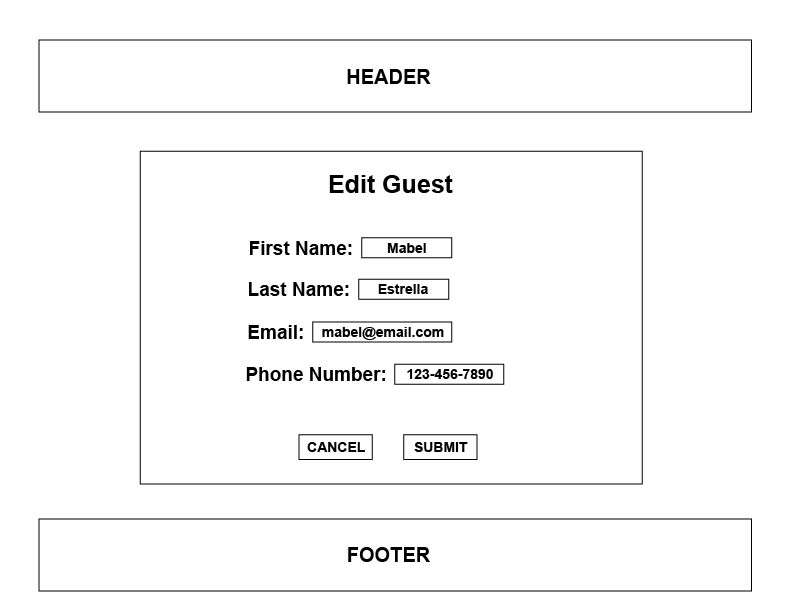 HEADER
Edit Guest
First Name: Mabel
Last Name: Estrella
Email: mabel@email.com
Phone Number: 123-456-7890
CANCEL SUBMIT
FOOTER